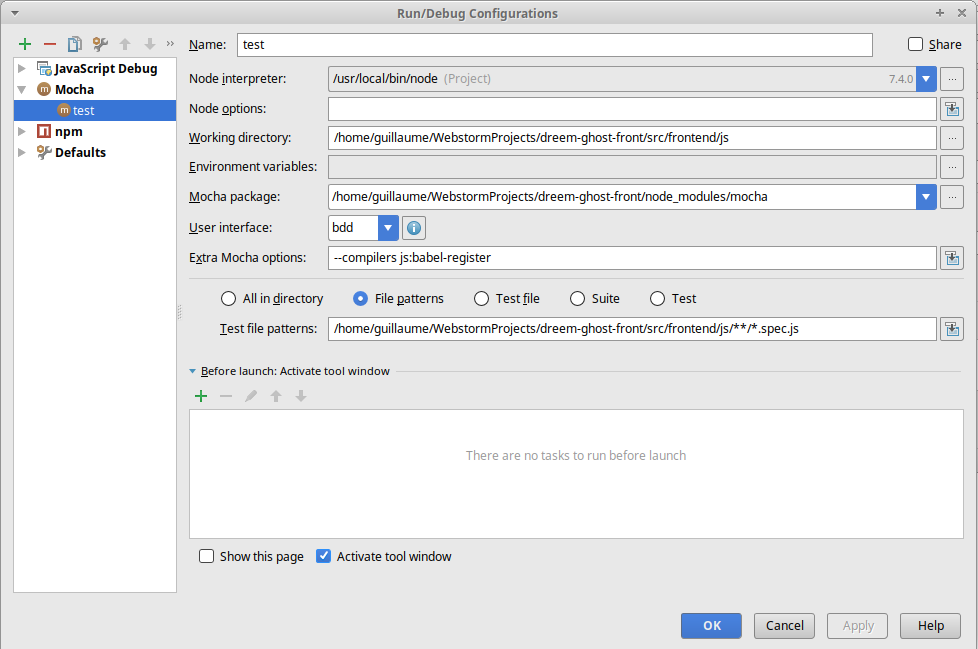 Run/Debug Configurations
Name: test Share
JavaScript Debug
Mocha
test
npm
Defaults
Node interpreter: /usr/local/bin/node (Project) 7.4.0
Node options:
Working directory: /home/guillaume/WebstormProjects/dreem-ghost-front/src/frontend/js
Environment variables:
Mocha package: /home/guillaume/WebstormProjects/dreem-ghost-front/node_modules/mocha
User interface: bdd
Extra Mocha options: --compilers js:babel-register
All in directory File patterns Test file Suite Test
Test file patterns: /home/guillaume/WebstormProjects/dreem-ghost-front/src/frontend/js/**/*.spec.js
Before launch: Activate tool window
There are no tasks to run before launch
Show this page Activate tool window
OK Cancel Apply Help